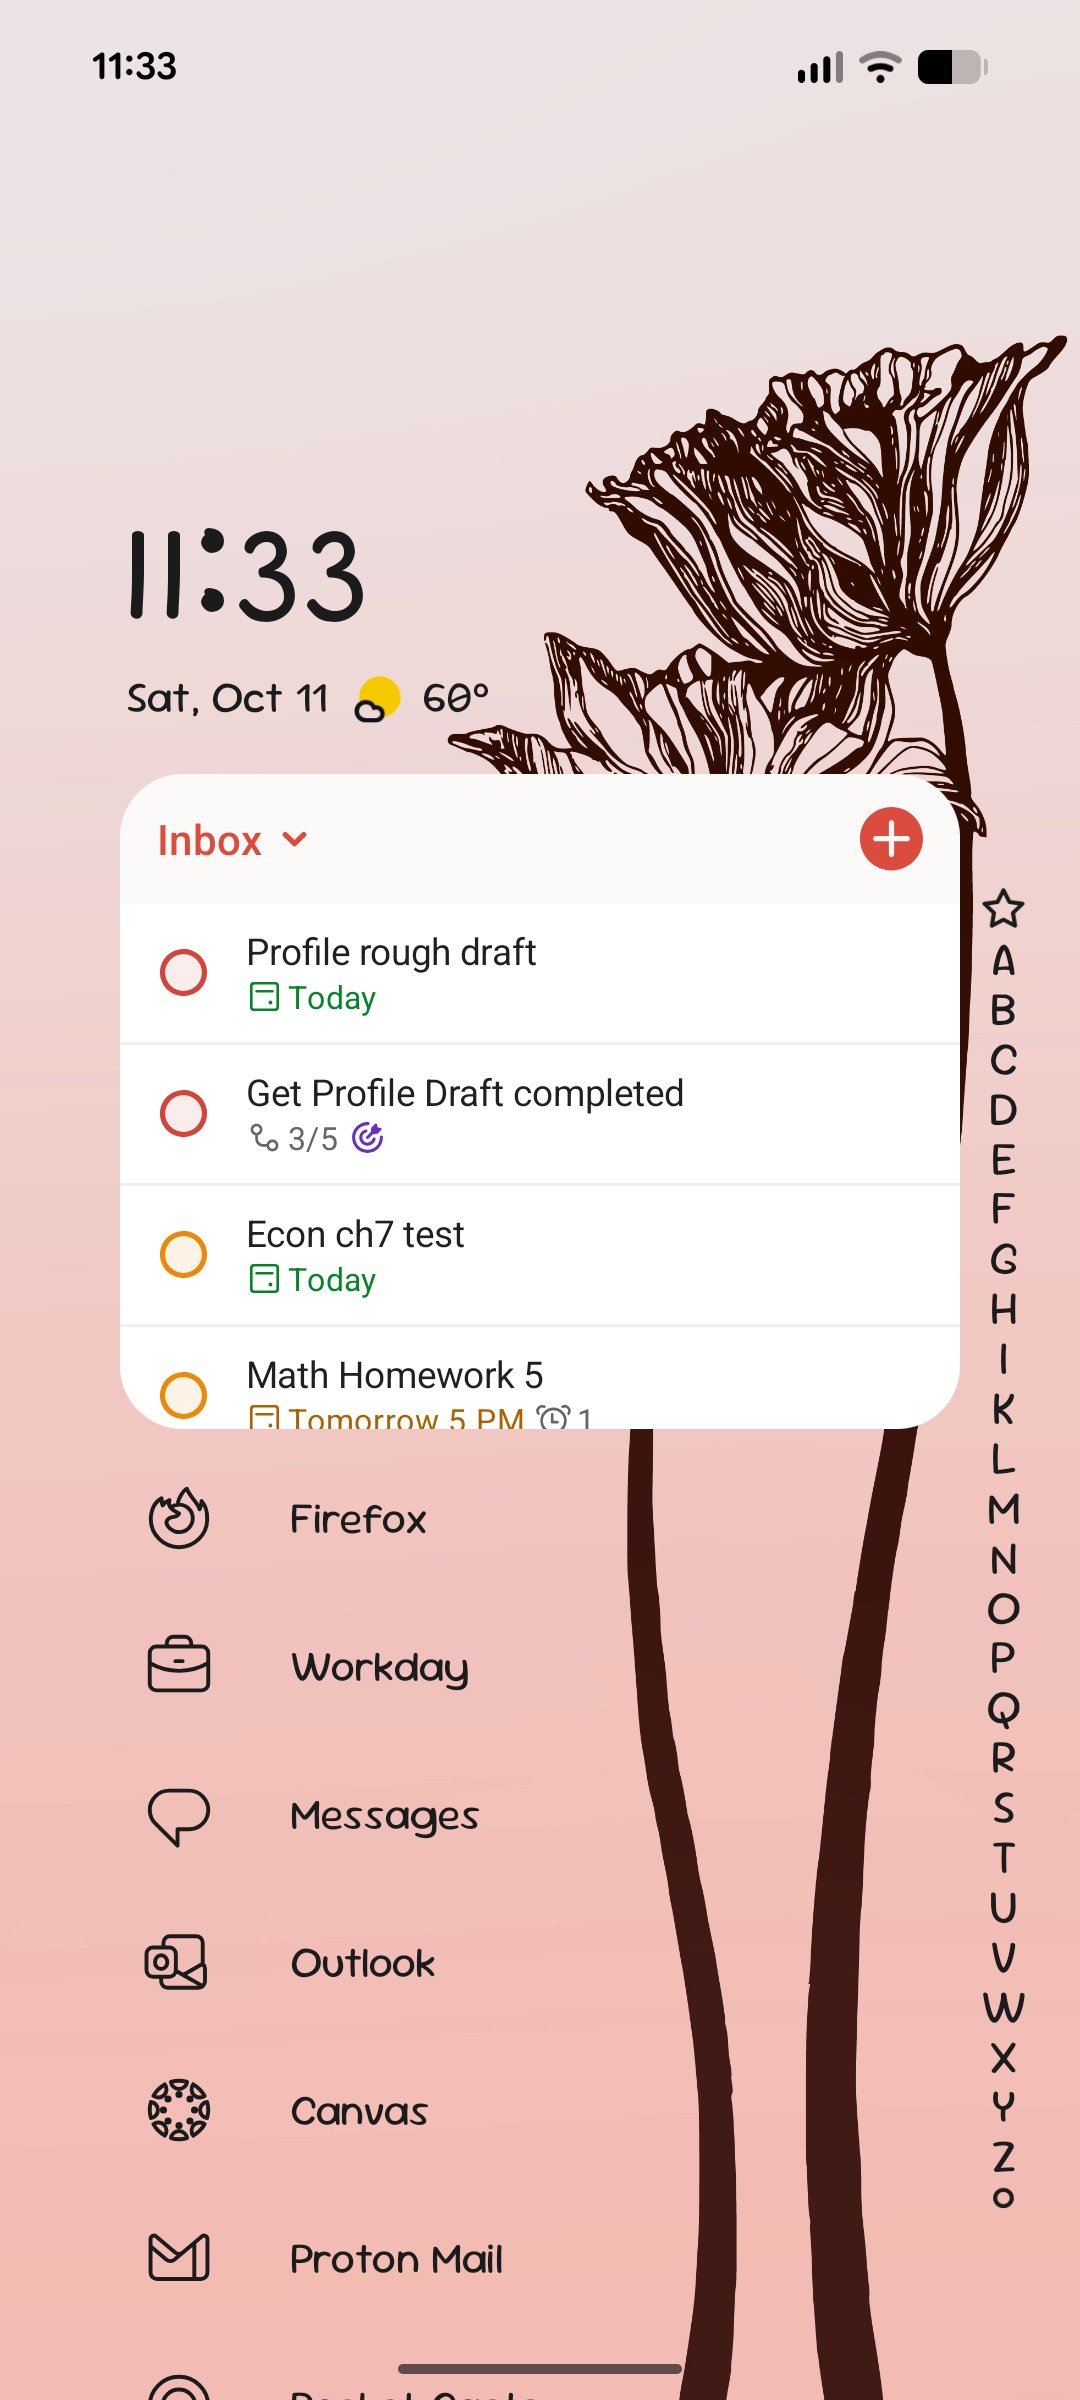 11:33
11:33
Sat, Oct 11 60°
Inbox
Profile rough draft
Today
Get Profile Draft completed
3/5
Econ ch7 test
Today
Math Homework 5
Tomorrow 5 PM 1
Firefox
Workday
Messages
Outlook
Canvas
Proton Mail
A
B
C
D
E
F
G
H
I
K
L
M
N
O
P
Q
R
S
T
U
V
W
X
Y
Z